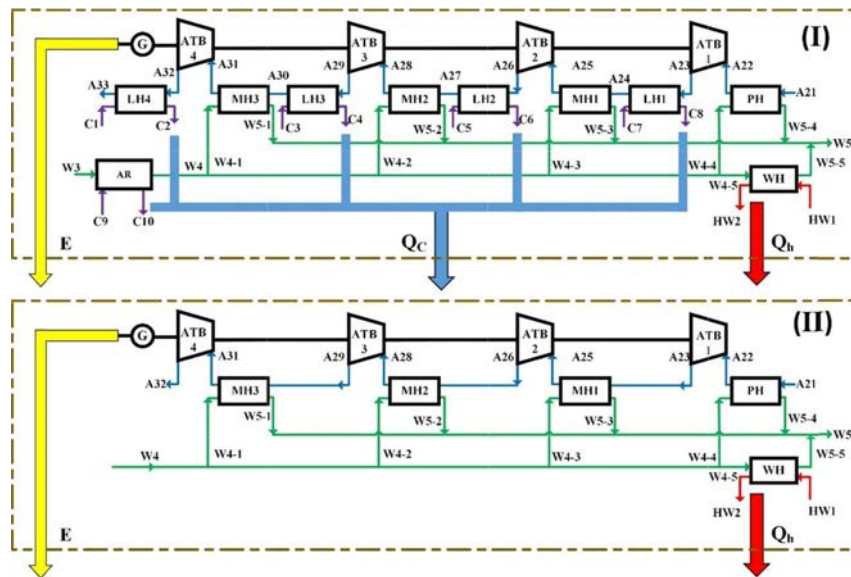 (I)
G
ATB 4
ATB 3
ATB 2
ATB 1
A33
A32
A31
A30
A29
A28
A27
A26
A25
A24
A23
A22
A21
LH4
MH3
LH3
MH2
LH2
MH1
LH1
PH
C1
C2
W5-1
C3
C4
W5-2
C5
C6
W5-3
C7
C8
W5-4
W5
W3
AR
W4
W4-1
W4-2
W4-3
W4-4
W5-5
WH
W4-5
C9
C10
HW2
HW1
E
QC
Qh
(II)
G
ATB 4
ATB 3
ATB 2
ATB 1
A32
A31
A29
A28
A26
A25
A23
A22
A21
MH3
MH2
MH1
PH
W5-1
W5-2
W5-3
W5-4
W5
W4
W4-1
W4-2
W4-3
W4-4
W5-5
WH
W4-5
HW2
HW1
E
Qh